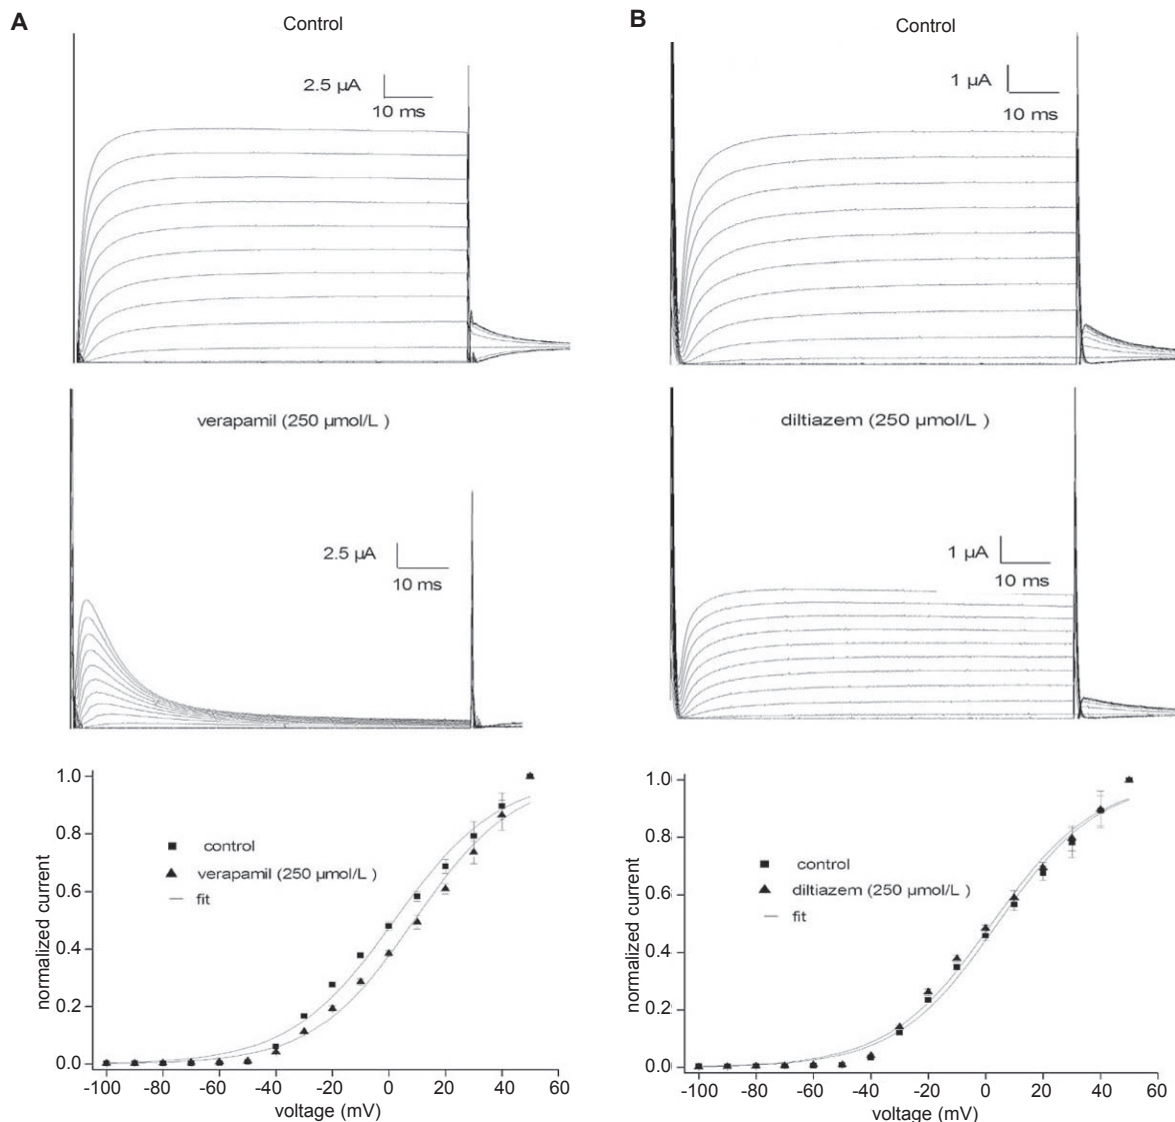 A
Control
2.5 µA
10 ms
verapamil (250 µmol/L )
2.5 µA
10 ms
1.0
0.8
0.6
0.4
0.2
0.0
normalized current
control
verapamil (250 µmol/L )
fit
-100 -80 -60 -40 -20 0 20 40 60
voltage (mV)
B
Control
1 µA
10 ms
diltiazem (250 µmol/L )
1 µA
10 ms
1.0
0.8
0.6
0.4
0.2
0.0
normalized current
control
diltiazem (250 µmol/L )
fit
-100 -80 -60 -40 -20 0 20 40 60
voltage (mV)